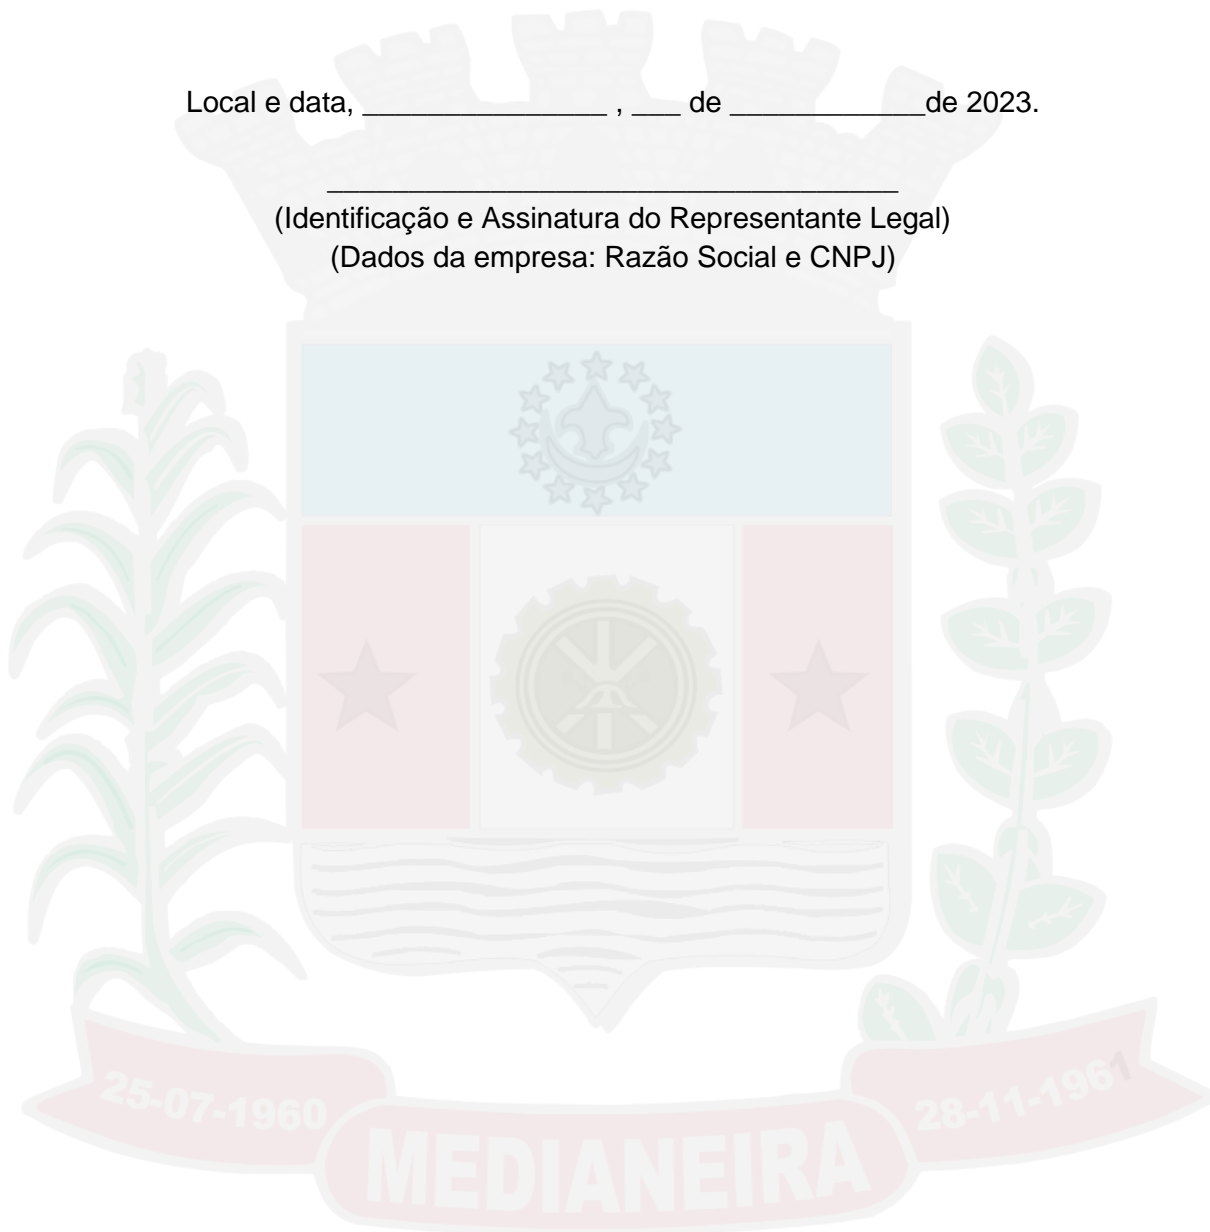 Local e data, _______________ , ___ de ____________de 2023.
___________________________________
(Identificação e Assinatura do Representante Legal)
(Dados da empresa: Razão Social e CNPJ)
25-07-1960
28-11-1961
MEDIANEIRA